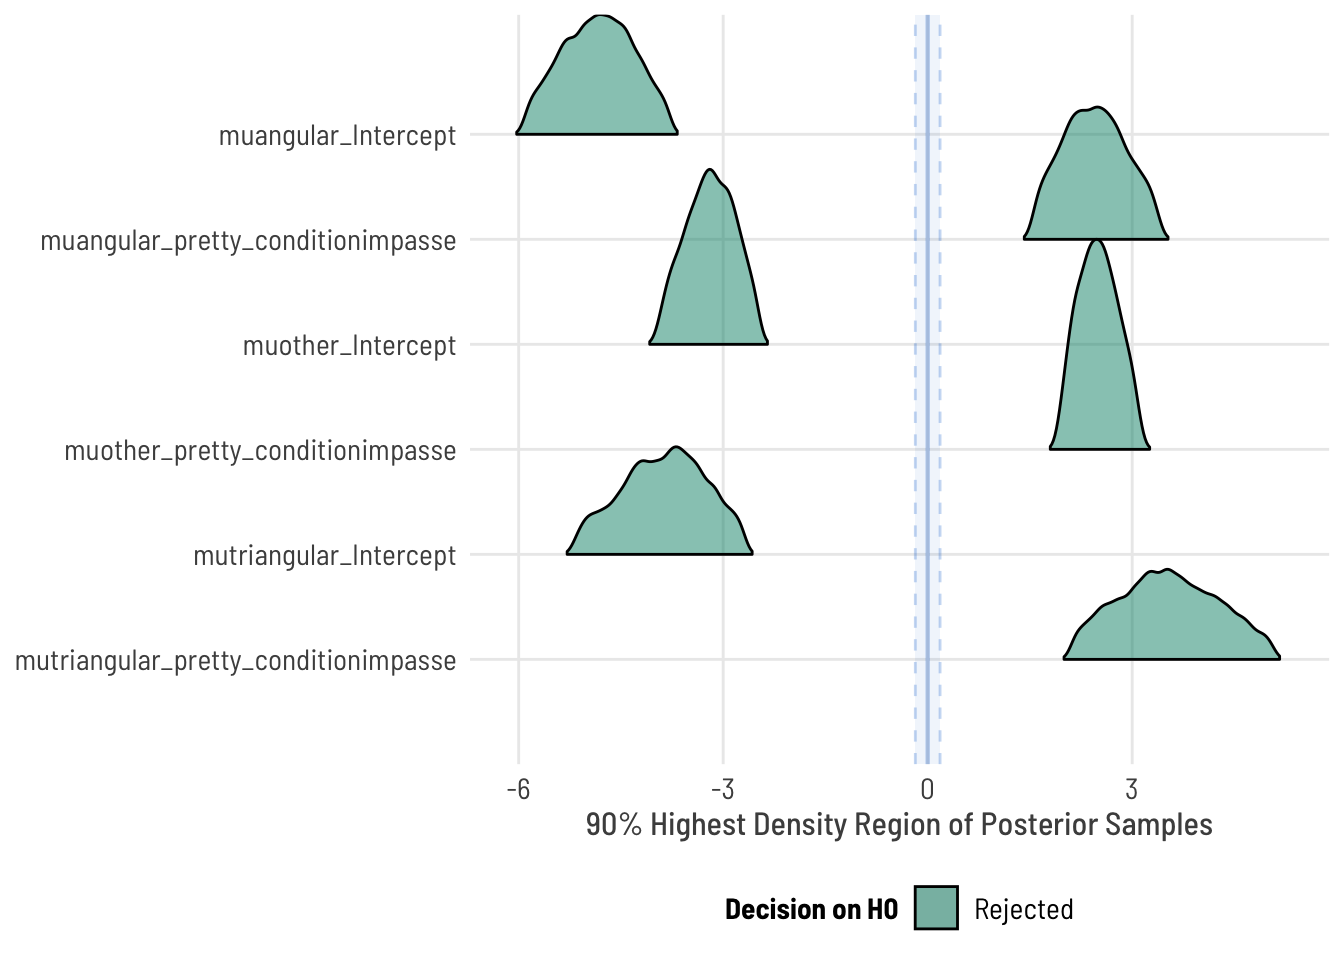 muangular_Intercept
muangular_pretty_conditionimpasse
muother_Intercept
muother_pretty_conditionimpasse
mutriangular_Intercept
mutriangular_pretty_conditionimpasse
-6 -3 0 3
90% Highest Density Region of Posterior Samples
Decision on H0 Rejected